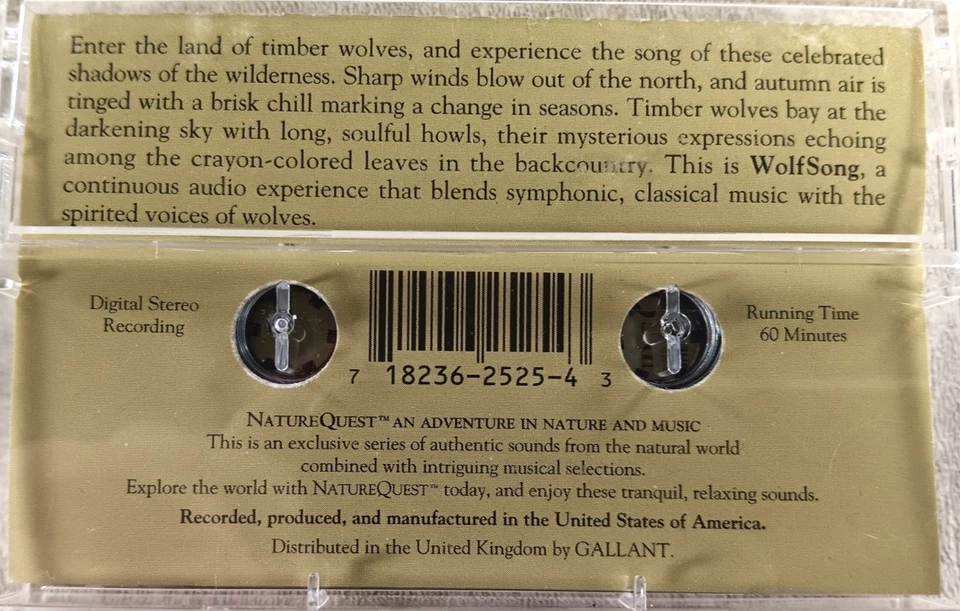 Enter the land of timber wolves, and experience the song of these celebrated
shadows of the wilderness. Sharp winds blow out of the north, and autumn air is
tinged with a brisk chill marking a change in seasons. Timber wolves bay at the
darkening sky with long, soulful howls, their mysterious expressions echoing
among the crayon-colored leaves in the backcountry. This is WolfSong, a
continuous audio experience that blends symphonic, classical music with the
spirited voices of wolves.
Digital Stereo
Recording
Running Time
60 Minutes
7 18236-2525-4 3
NATUREQUEST™ AN ADVENTURE IN NATURE AND MUSIC
This is an exclusive series of authentic sounds from the natural world
combined with intriguing musical selections.
Explore the world with NATUREQUEST™ today, and enjoy these tranquil, relaxing sounds.
Recorded, produced, and manufactured in the United States of America.
Distributed in the United Kingdom by GALLANT.